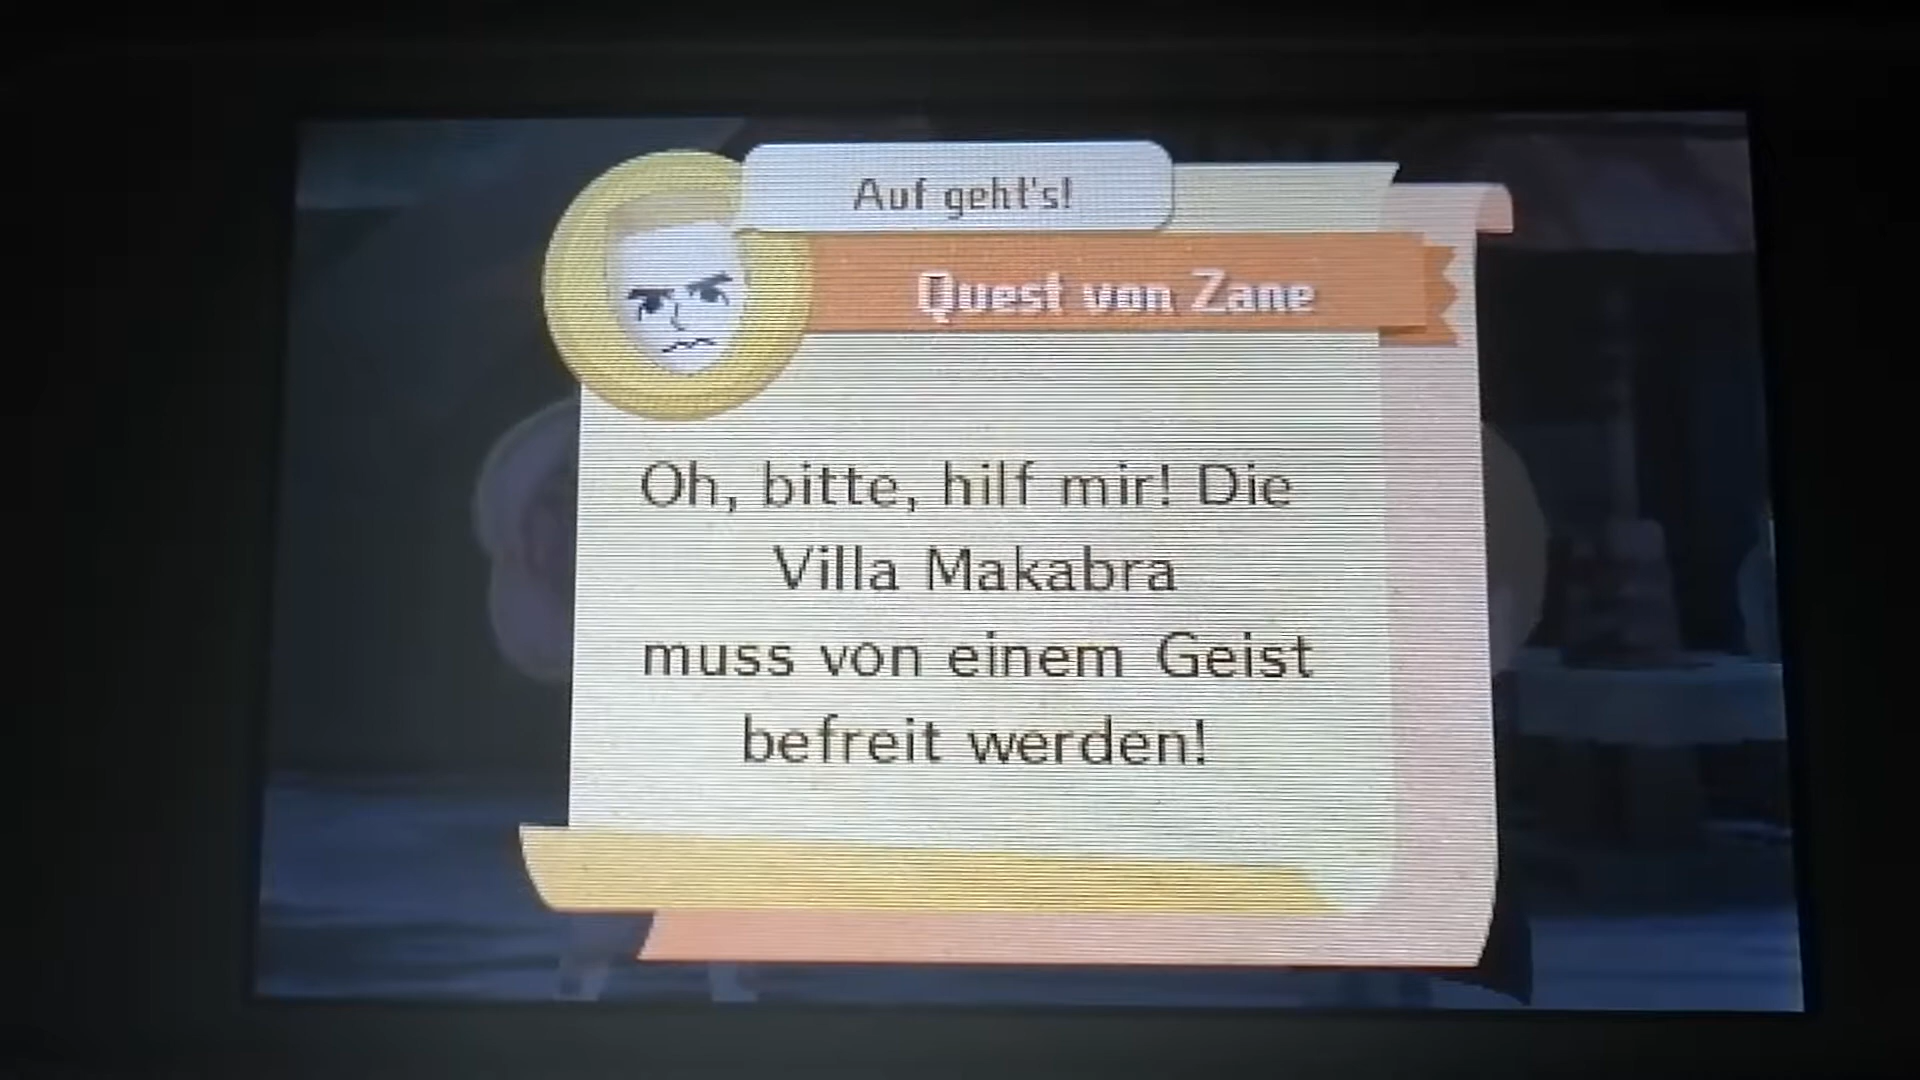 Auf geht's!
Quest von Zane
Oh, bitte, hilf mir! Die
Villa Makabra
muss von einem Geist
befreit werden!